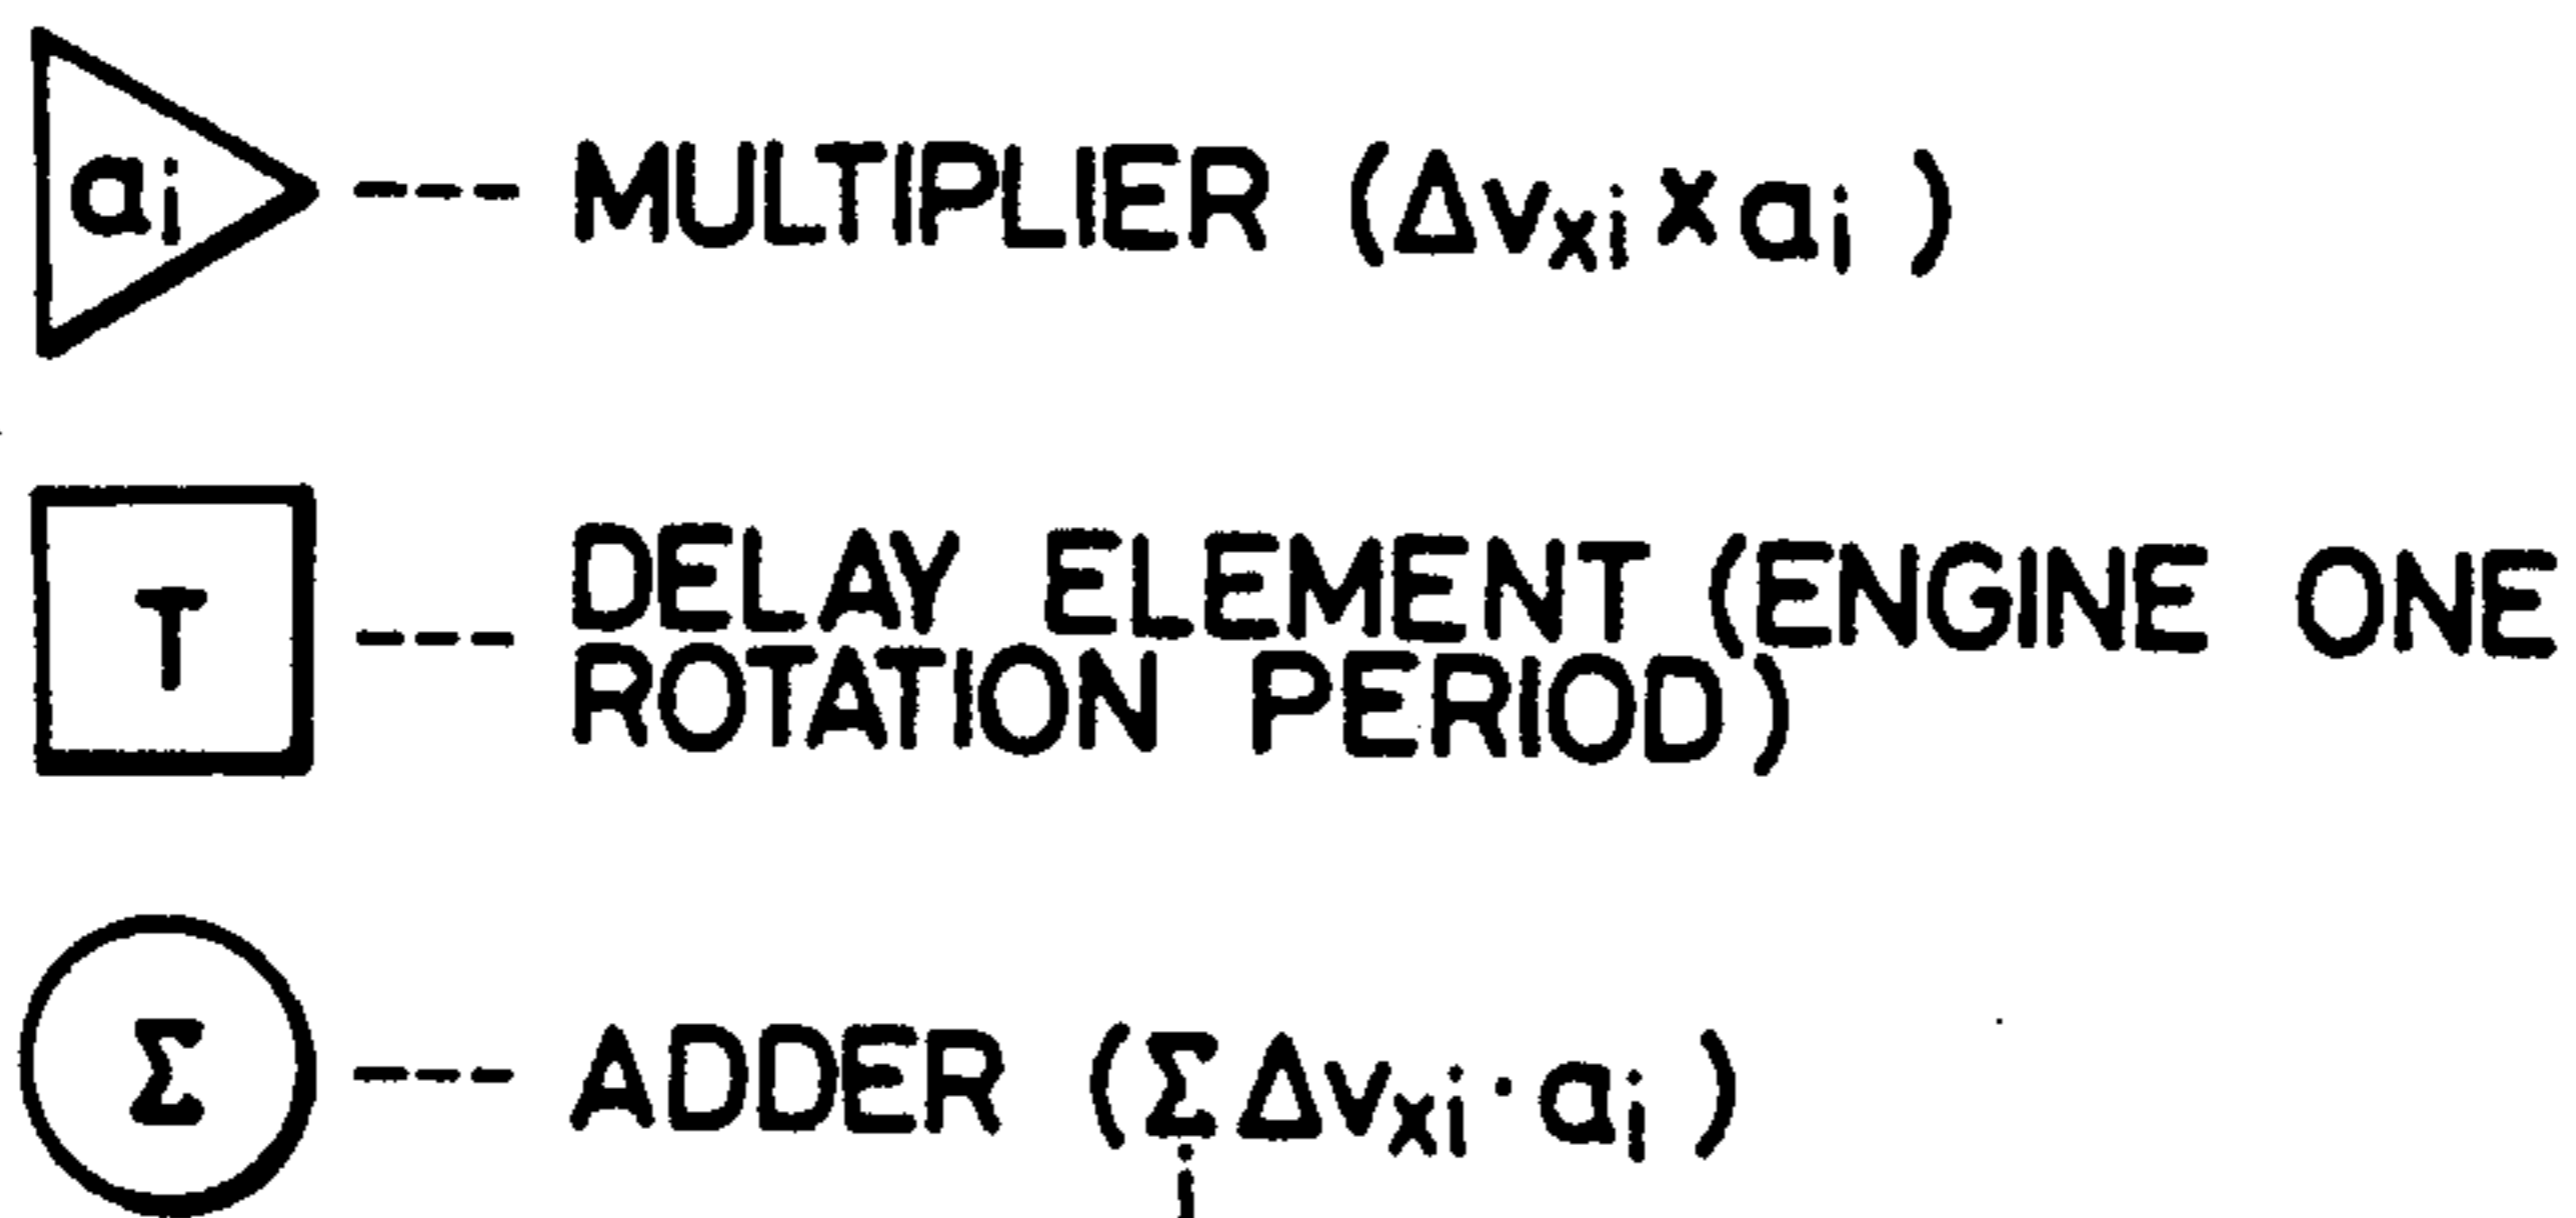 aᵢ --- MULTIPLIER (Δvₓᵢ × aᵢ )
T --- DELAY ELEMENT (ENGINE ONE
ROTATION PERIOD)
Σ --- ADDER (Σ Δvₓᵢ · aᵢ )
i